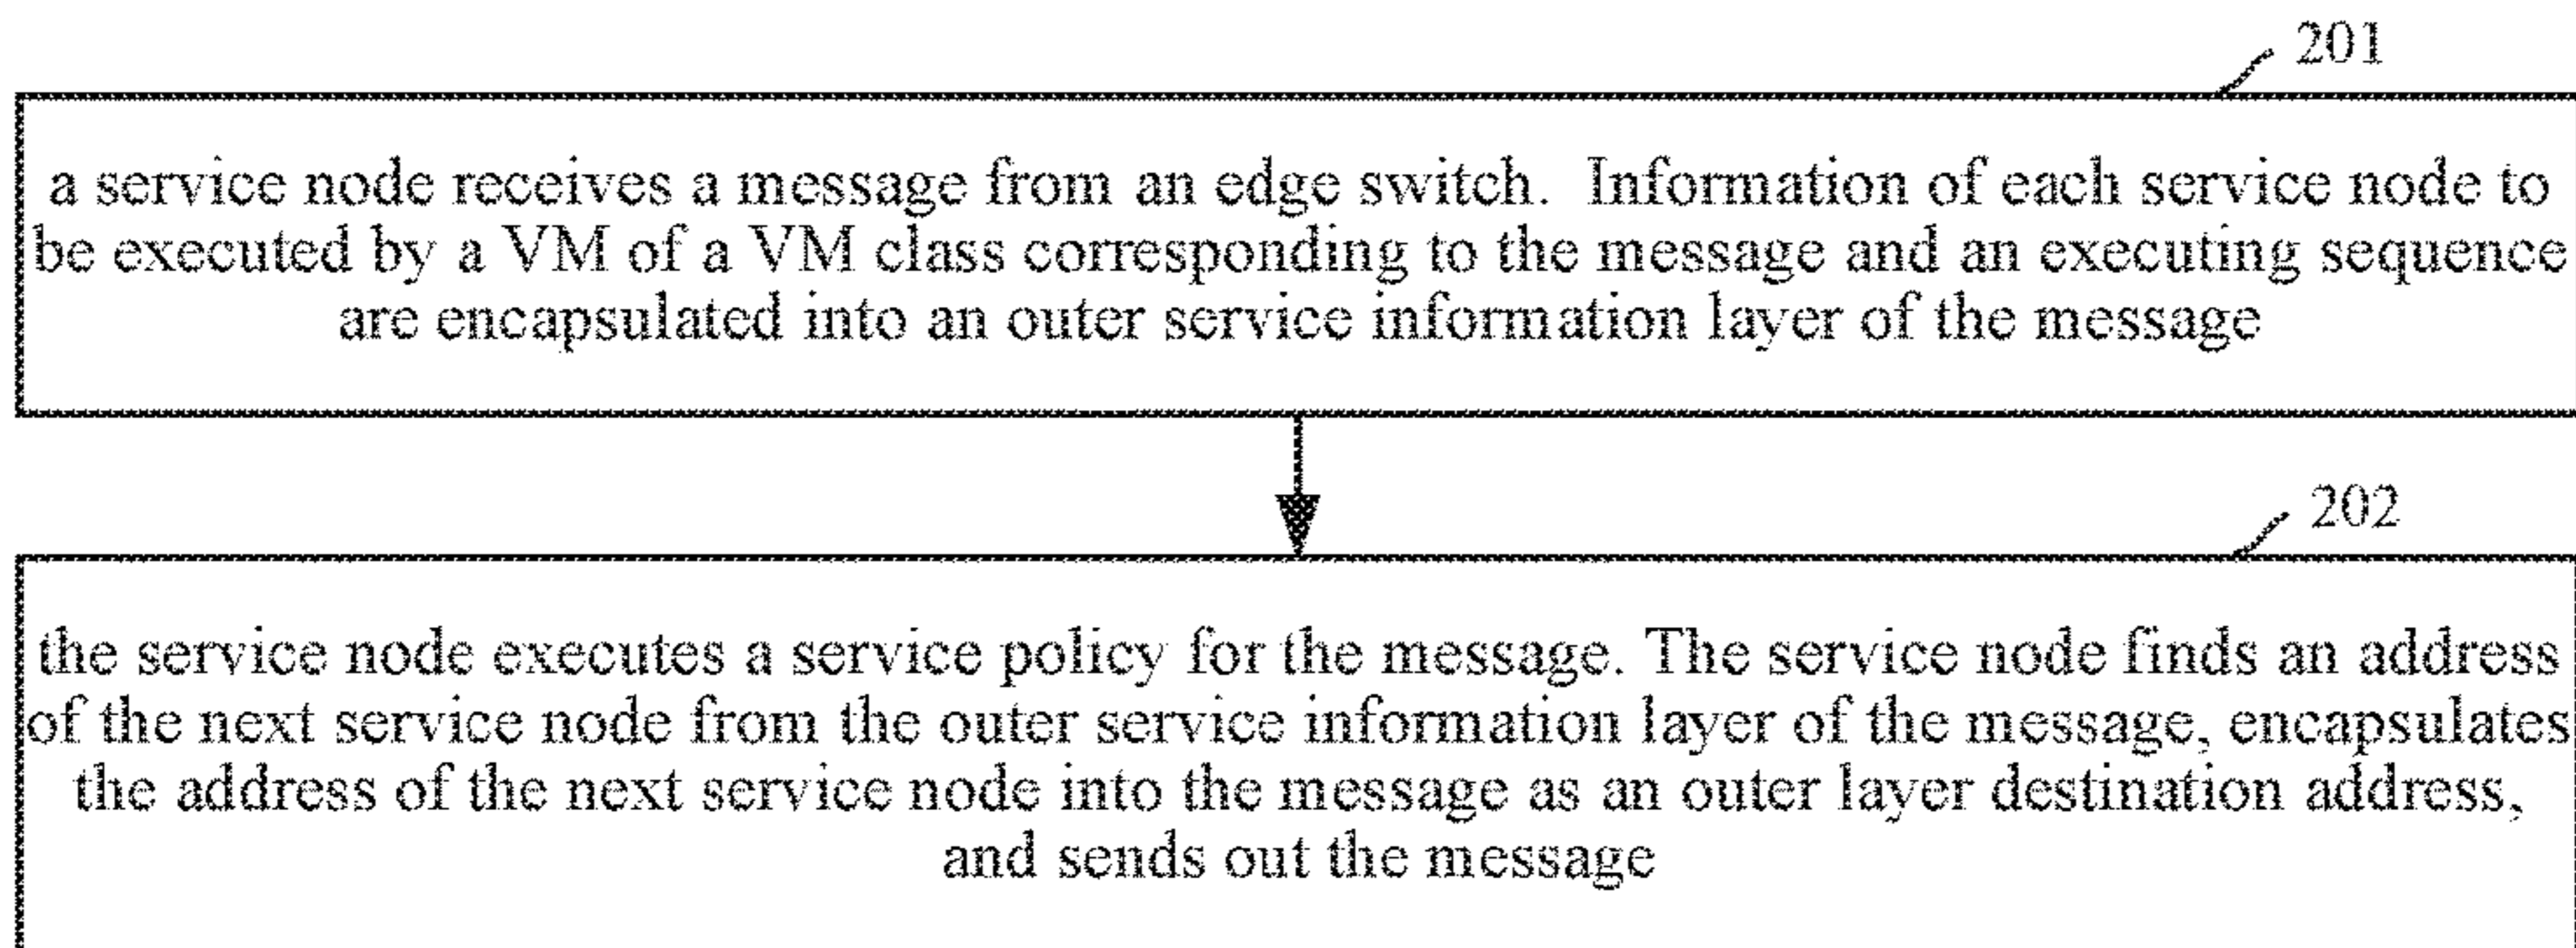 201
a service node receives a message from an edge switch. Information of each service node to
be executed by a VM of a VM class corresponding to the message and an executing sequence
are encapsulated into an outer service information layer of the message
202
the service node executes a service policy for the message. The service node finds an address
of the next service node from the outer service information layer of the message, encapsulates
the address of the next service node into the message as an outer layer destination address,
and sends out the message